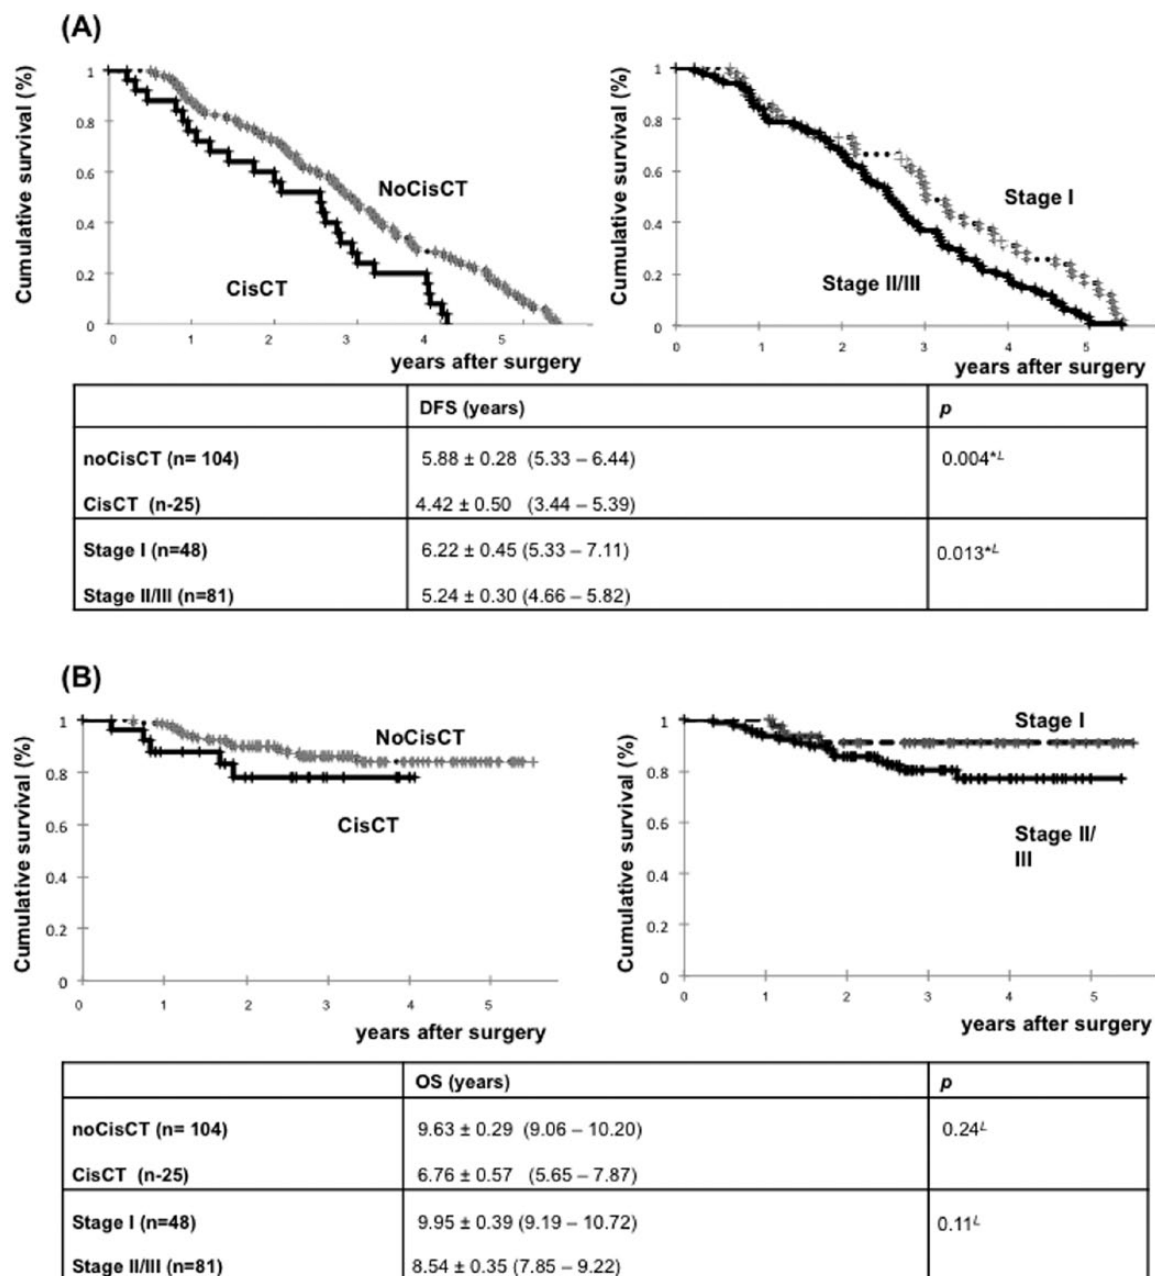 (A)
Cumulative survival (%)
1
0.8
0.6
0.4
0.2
0
NoCisCT
CisCT
0 1 2 3 4 5
years after surgery
Cumulative survival (%)
1
0.8
0.6
0.4
0.2
0
Stage I
Stage II/III
0 1 2 3 4 5
years after surgery
DFS (years) p
noCisCT (n= 104) 5.88 ± 0.28 (5.33 – 6.44) 0.004*L
CisCT (n-25) 4.42 ± 0.50 (3.44 – 5.39)
Stage I (n=48) 6.22 ± 0.45 (5.33 – 7.11) 0.013*L
Stage II/III (n=81) 5.24 ± 0.30 (4.66 – 5.82)
(B)
Cumulative survival (%)
1
0.8
0.6
0.4
0.2
0
NoCisCT
CisCT
0 1 2 3 4 5
years after surgery
Cumulative survival (%)
1
0.8
0.6
0.4
0.2
0
Stage I
Stage II/
III
0 1 2 3 4 5
years after surgery
OS (years) p
noCisCT (n= 104) 9.63 ± 0.29 (9.06 – 10.20) 0.24L
CisCT (n-25) 6.76 ± 0.57 (5.65 – 7.87)
Stage I (n=48) 9.95 ± 0.39 (9.19 – 10.72) 0.11L
Stage II/III (n=81) 8.54 ± 0.35 (7.85 – 9.22)